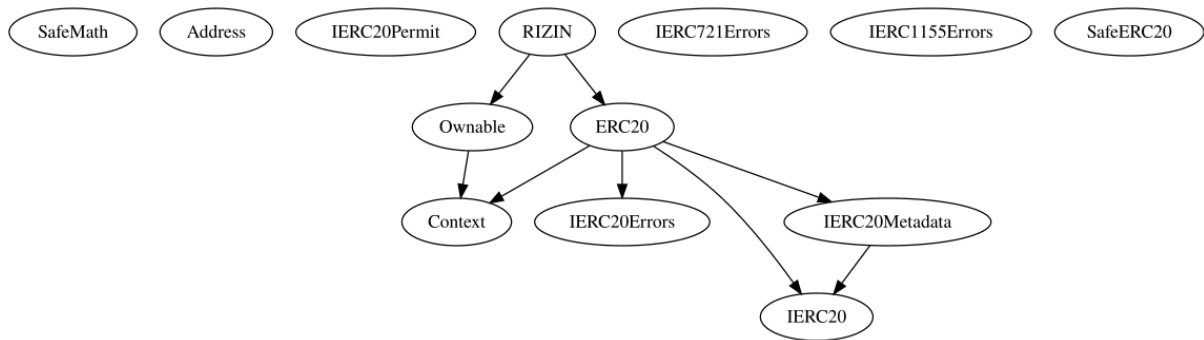 SafeMath
Address
IERC20Permit
RIZIN
IERC721Errors
IERC1155Errors
SafeERC20
Ownable
ERC20
Context
IERC20Errors
IERC20Metadata
IERC20